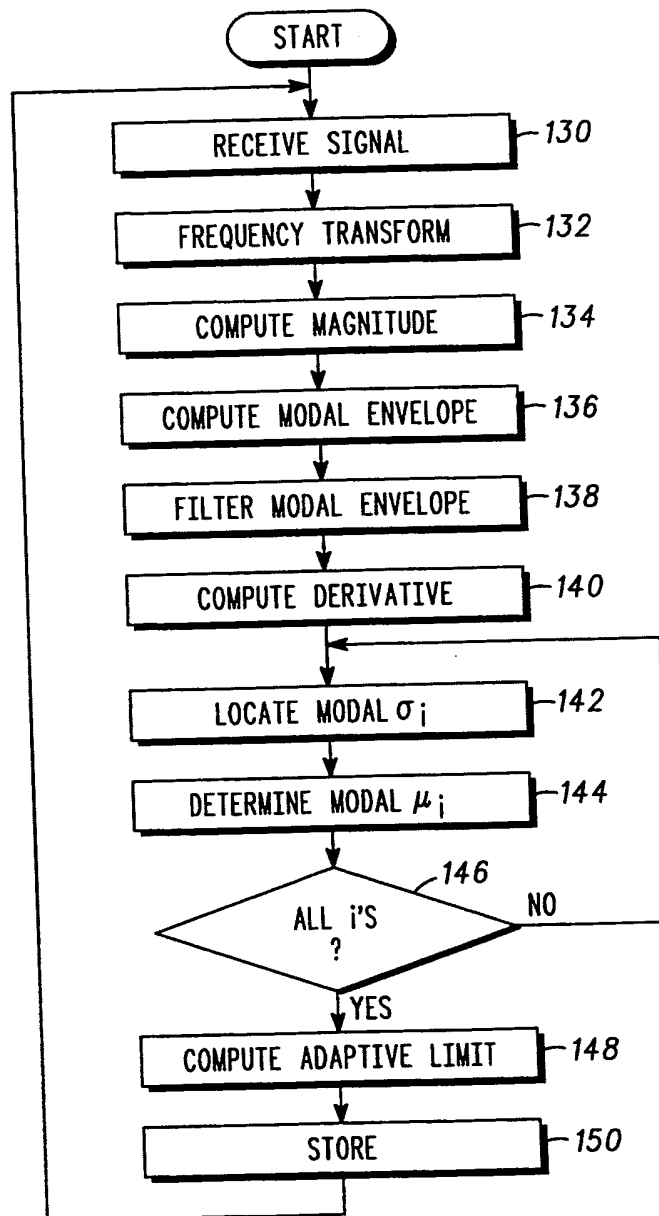 START
RECEIVE SIGNAL
130
FREQUENCY TRANSFORM
132
COMPUTE MAGNITUDE
134
COMPUTE MODAL ENVELOPE
136
FILTER MODAL ENVELOPE
138
COMPUTE DERIVATIVE
140
LOCATE MODAL σi
142
DETERMINE MODAL μi
144
146
ALL i'S
?
NO
YES
COMPUTE ADAPTIVE LIMIT
148
STORE
150